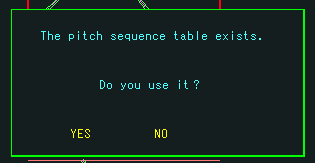 The pitch sequence table exists.
Do you use it?
YES NO